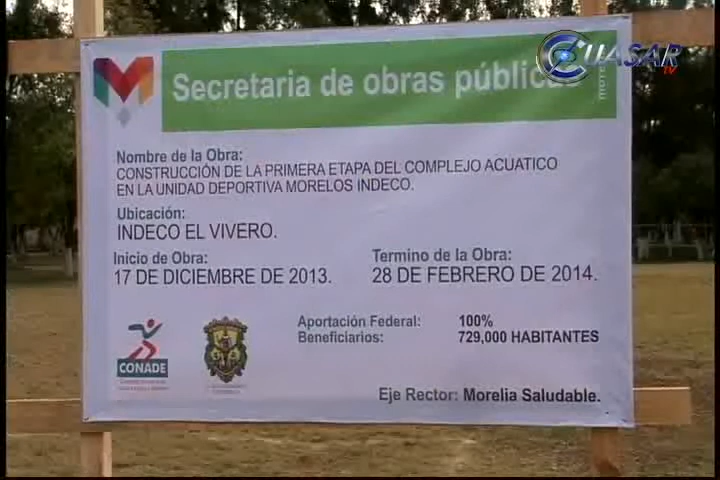 CUASAR TV
Secretaria de obras públicas
Nombre de la Obra:
CONSTRUCCIÓN DE LA PRIMERA ETAPA DEL COMPLEJO ACUATICO
EN LA UNIDAD DEPORTIVA MORELOS INDECO.
Ubicación:
INDECO EL VIVERO.
Inicio de Obra:
17 DE DICIEMBRE DE 2013.
Termino de la Obra:
28 DE FEBRERO DE 2014.
Aportación Federal: 100%
Beneficiarios: 729,000 HABITANTES
CONADE
Eje Rector: Morelia Saludable.